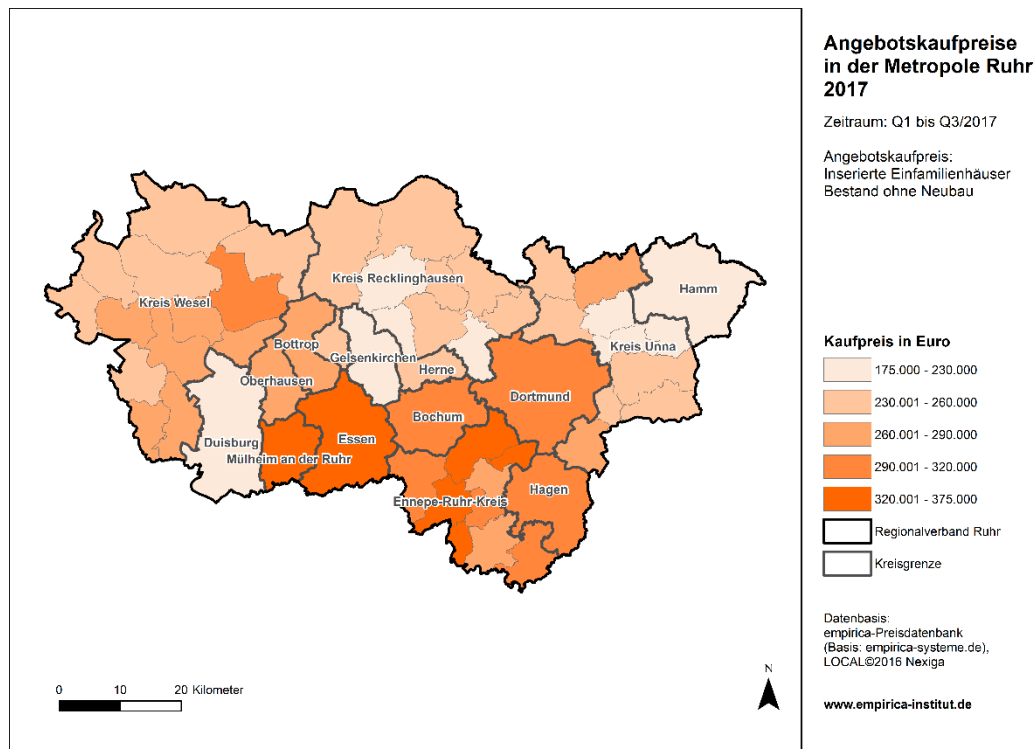 Angebotskaufpreise
in der Metropole Ruhr
2017
Zeitraum: Q1 bis Q3/2017
Angebotskaufpreis:
Inserierte Einfamilienhäuser
Bestand ohne Neubau
Kreis Recklinghausen
Hamm
Kreis Wesel
Kreis Unna
Bottrop
Gelsenkirchen
Herne
Oberhausen
Dortmund
Bochum
Duisburg
Essen
Mülheim an der Ruhr
Hagen
Ennepe-Ruhr-Kreis
Kaufpreis in Euro
175.000 - 230.000
230.001 - 260.000
260.001 - 290.000
290.001 - 320.000
320.001 - 375.000
Regionalverband Ruhr
Kreisgrenze
Datenbasis:
empirica-Preisdatenbank
(Basis: empirica-systeme.de),
LOCAL©2016 Nexiga
www.empirica-institut.de
N
0 10 20 Kilometer